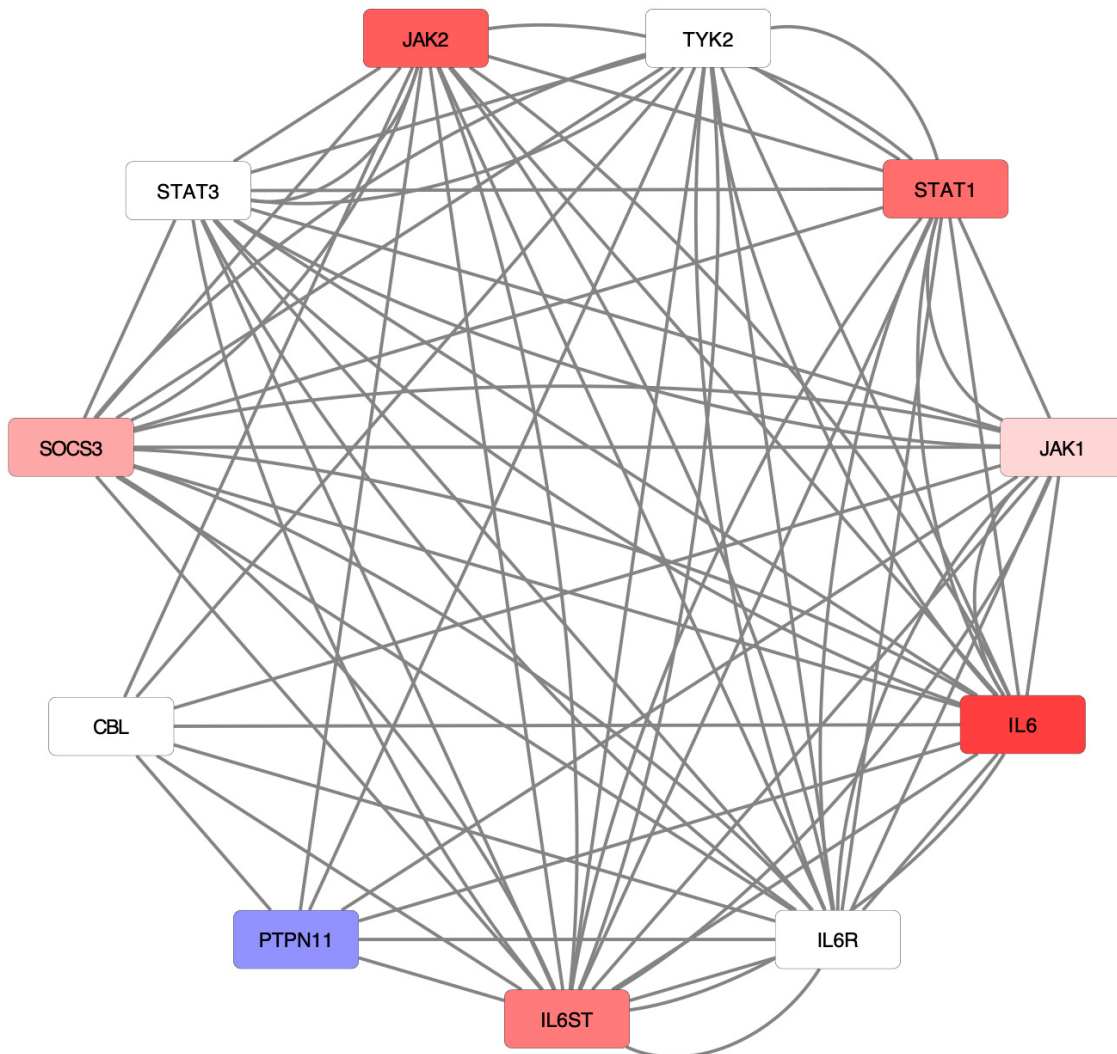 JAK2
TYK2
STAT3
STAT1
SOCS3
JAK1
CBL
IL6
PTPN11
IL6R
IL6ST